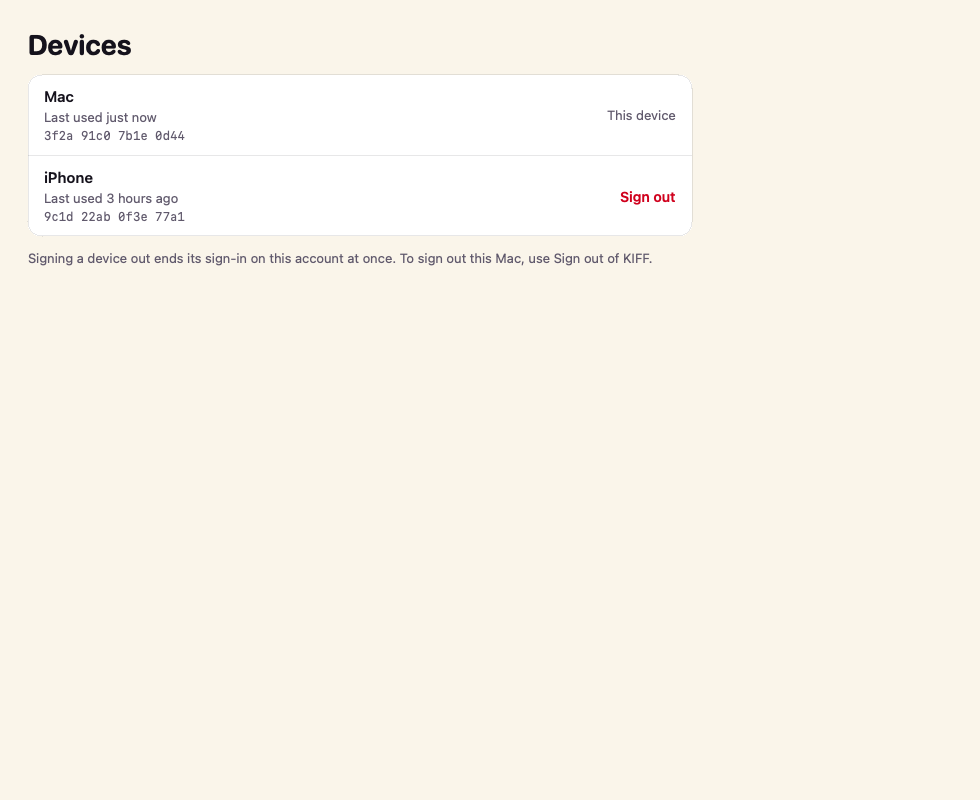 Devices
Mac
Last used just now
3f2a 91c0 7b1e 0d44
This device
iPhone
Last used 3 hours ago
9c1d 22ab 0f3e 77a1
Sign out
Signing a device out ends its sign-in on this account at once. To sign out this Mac, use Sign out of KIFF.